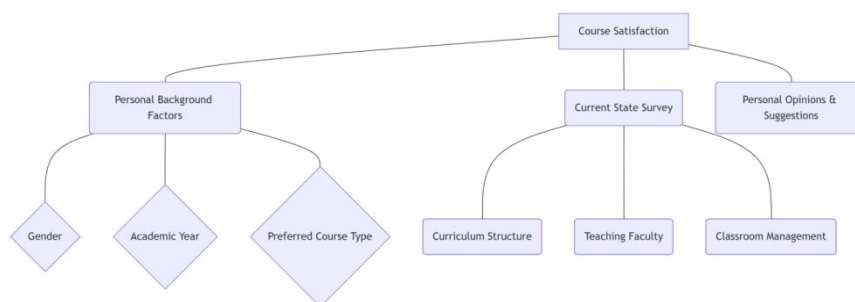 Course Satisfaction
Personal Background
Factors
Current State Survey
Personal Opinions &
Suggestions
Gender
Academic Year
Preferred Course Type
Curriculum Structure
Teaching Faculty
Classroom Management